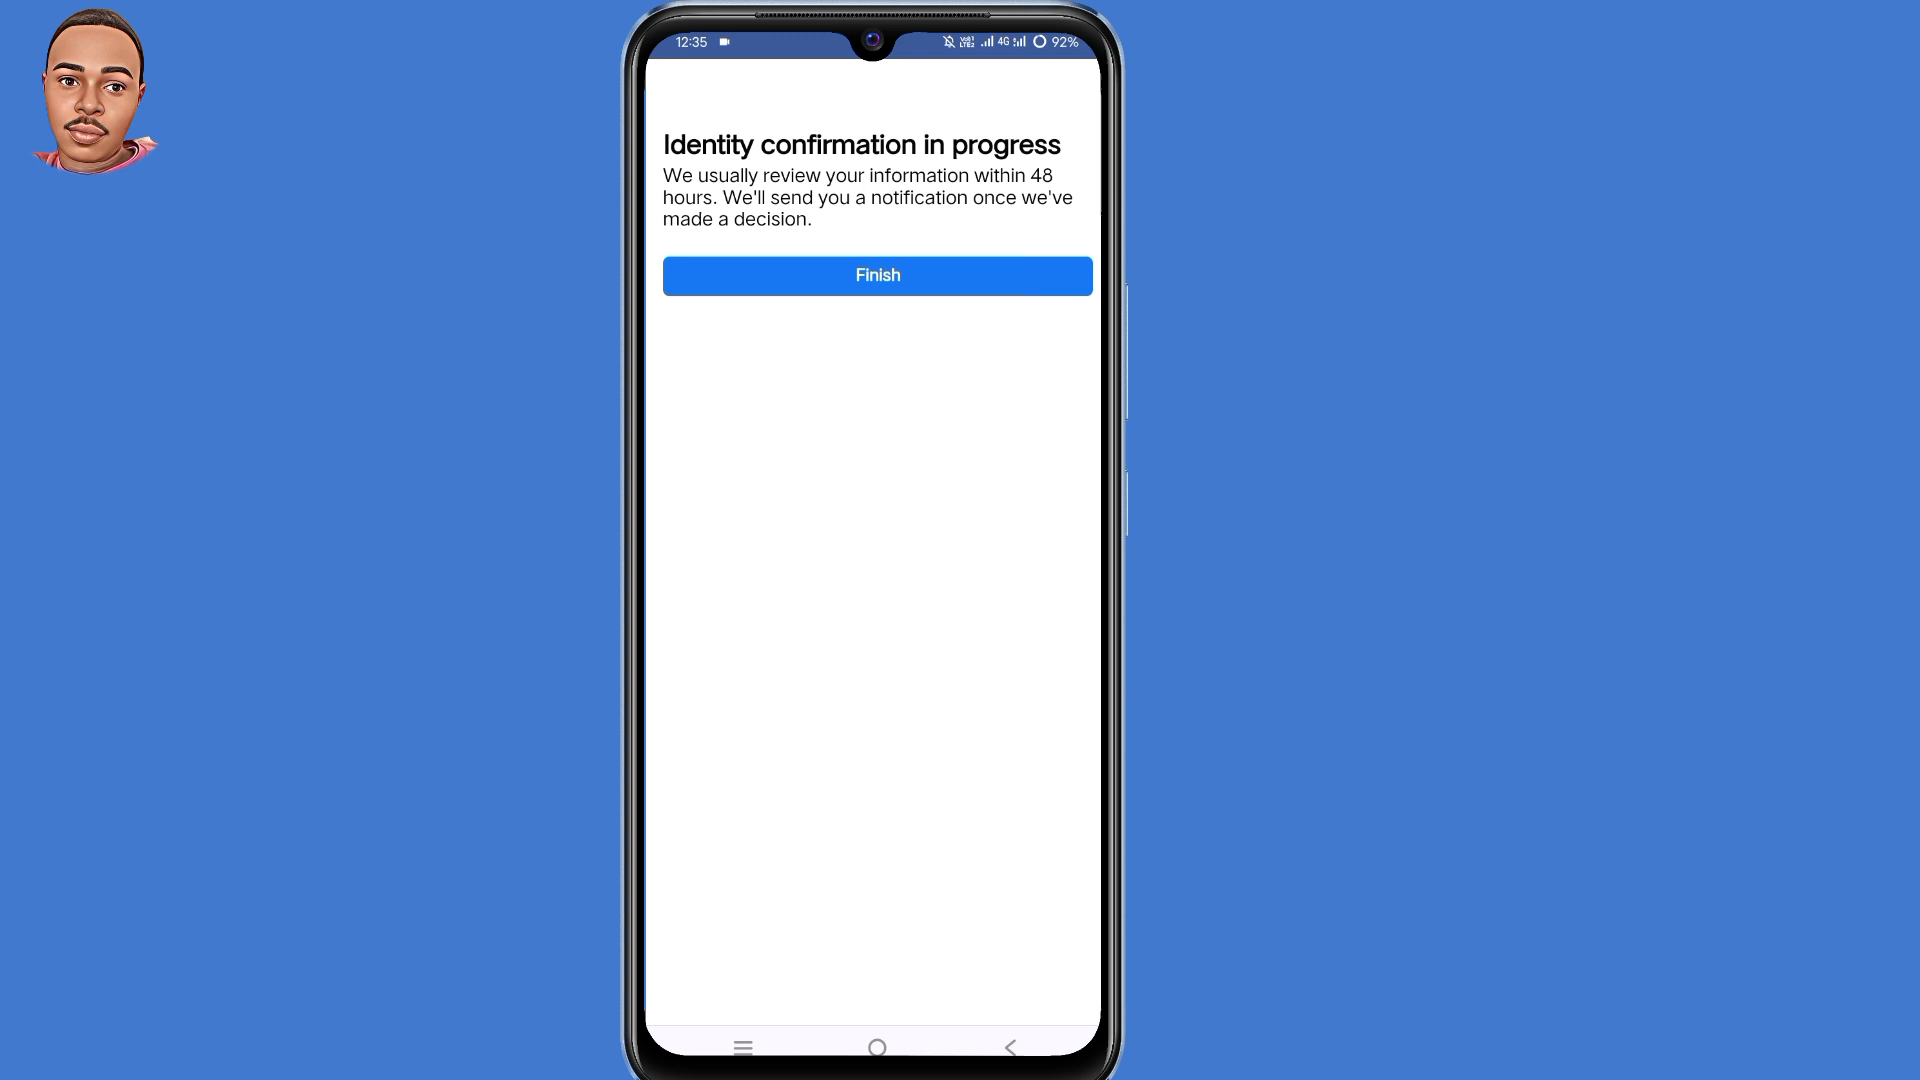 12:35 4G 92%
Identity confirmation in progress
We usually review your information within 48
hours. We'll send you a notification once we've
made a decision.
Finish